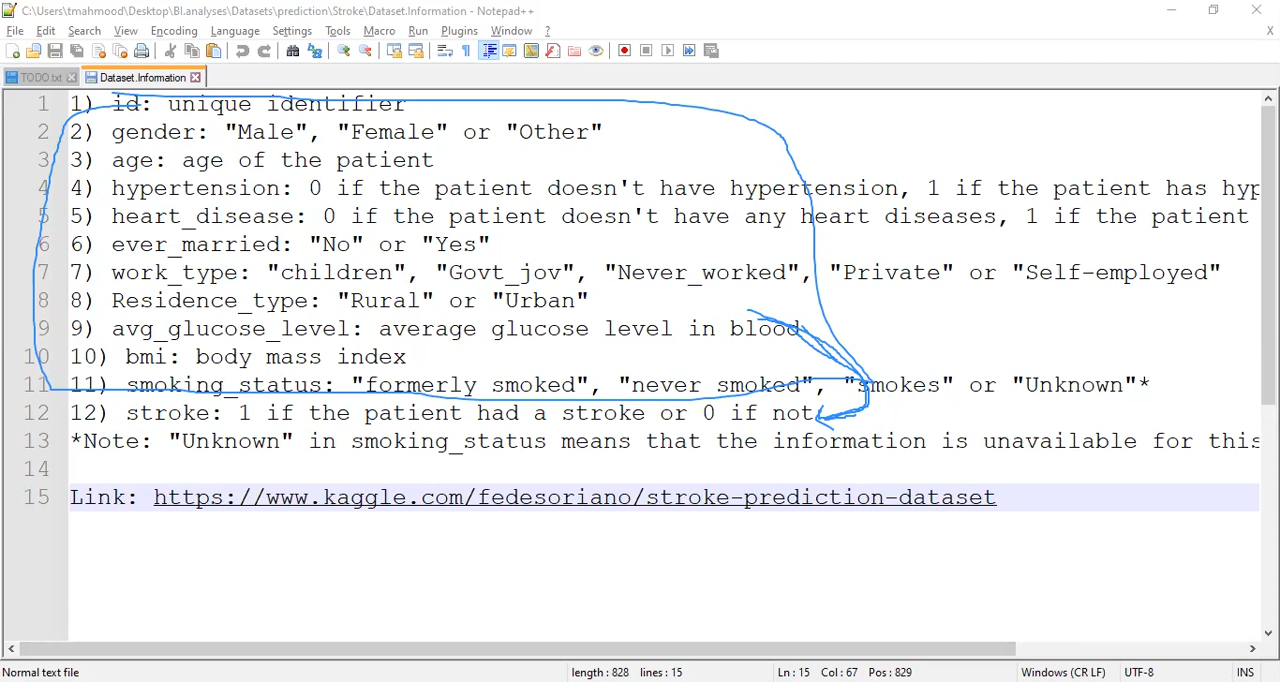 C:\Users\tmahmood\Desktop\BI.analyses\Datasets\prediction\Stroke\Dataset.Information - Notepad++
File Edit Search View Encoding Language Settings Tools Macro Run Plugins Window ?
TODO.txt Dataset.Information
1 1) id: unique identifier
2 2) gender: "Male", "Female" or "Other"
3 3) age: age of the patient
4 4) hypertension: 0 if the patient doesn't have hypertension, 1 if the patient has hyp
5 5) heart_disease: 0 if the patient doesn't have any heart diseases, 1 if the patient
6 6) ever_married: "No" or "Yes"
7 7) work_type: "children", "Govt_jov", "Never_worked", "Private" or "Self-employed"
8 8) Residence_type: "Rural" or "Urban"
9 9) avg_glucose_level: average glucose level in blood
10 10) bmi: body mass index
11 11) smoking_status: "formerly smoked", "never smoked", "smokes" or "Unknown"*
12 12) stroke: 1 if the patient had a stroke or 0 if not
13 *Note: "Unknown" in smoking_status means that the information is unavailable for this
14
15 Link: https://www.kaggle.com/fedesoriano/stroke-prediction-dataset
Normal text file length : 828 lines : 15 Ln : 15 Col : 67 Pos : 829 Windows (CR LF) UTF-8 INS